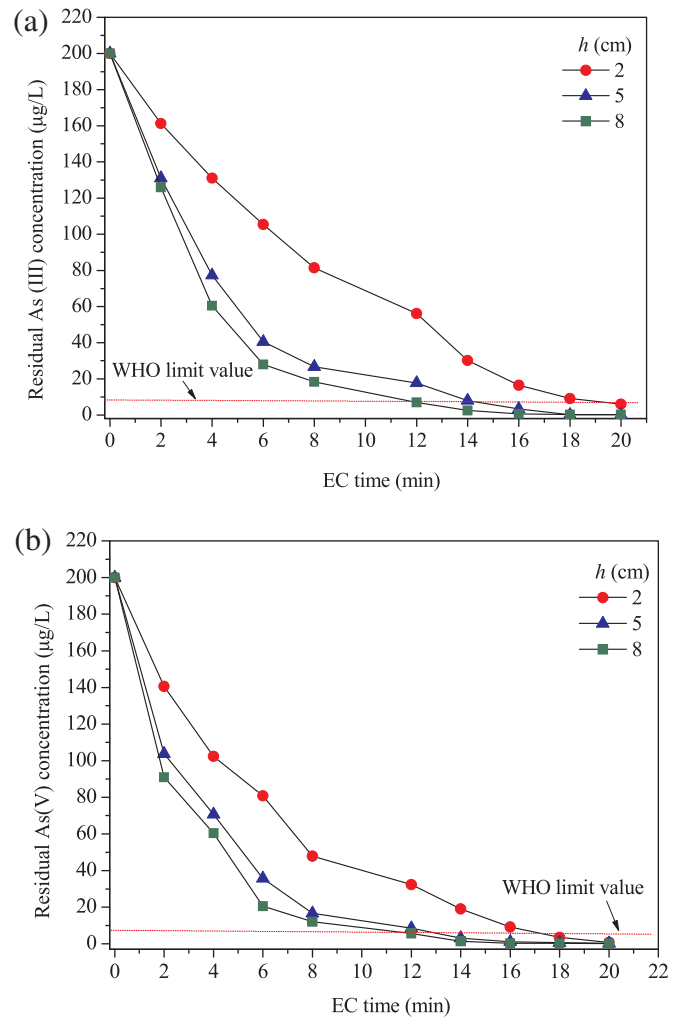 (a)
220
200
180
160
140
120
100
80
60
40
20
0
Residual As (III) concentration (µg/L)
h (cm)
2
5
8
WHO limit value
0 2 4 6 8 10 12 14 16 18 20
EC time (min)
(b)
220
200
180
160
140
120
100
80
60
40
20
0
Residual As(V) concentration (µg/L)
h (cm)
2
5
8
WHO limit value
0 2 4 6 8 10 12 14 16 18 20 22
EC time (min)